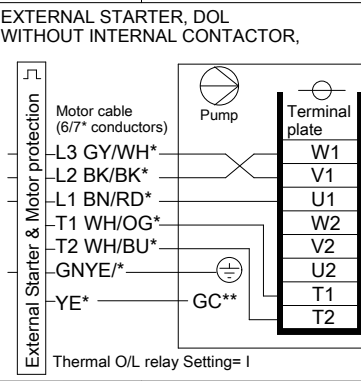 EXTERNAL STARTER, DOL
WITHOUT INTERNAL CONTACTOR,
External Starter & Motor protection
Motor cable
(6/7* conductors)
Pump
Terminal
plate
L3 GY/WH*
W1
L2 BK/BK*
V1
L1 BN/RD*
U1
T1 WH/OG*
W2
T2 WH/BU*
V2
GNYE/*
U2
YE*
GC**
T1
T2
Thermal O/L relay Setting= I